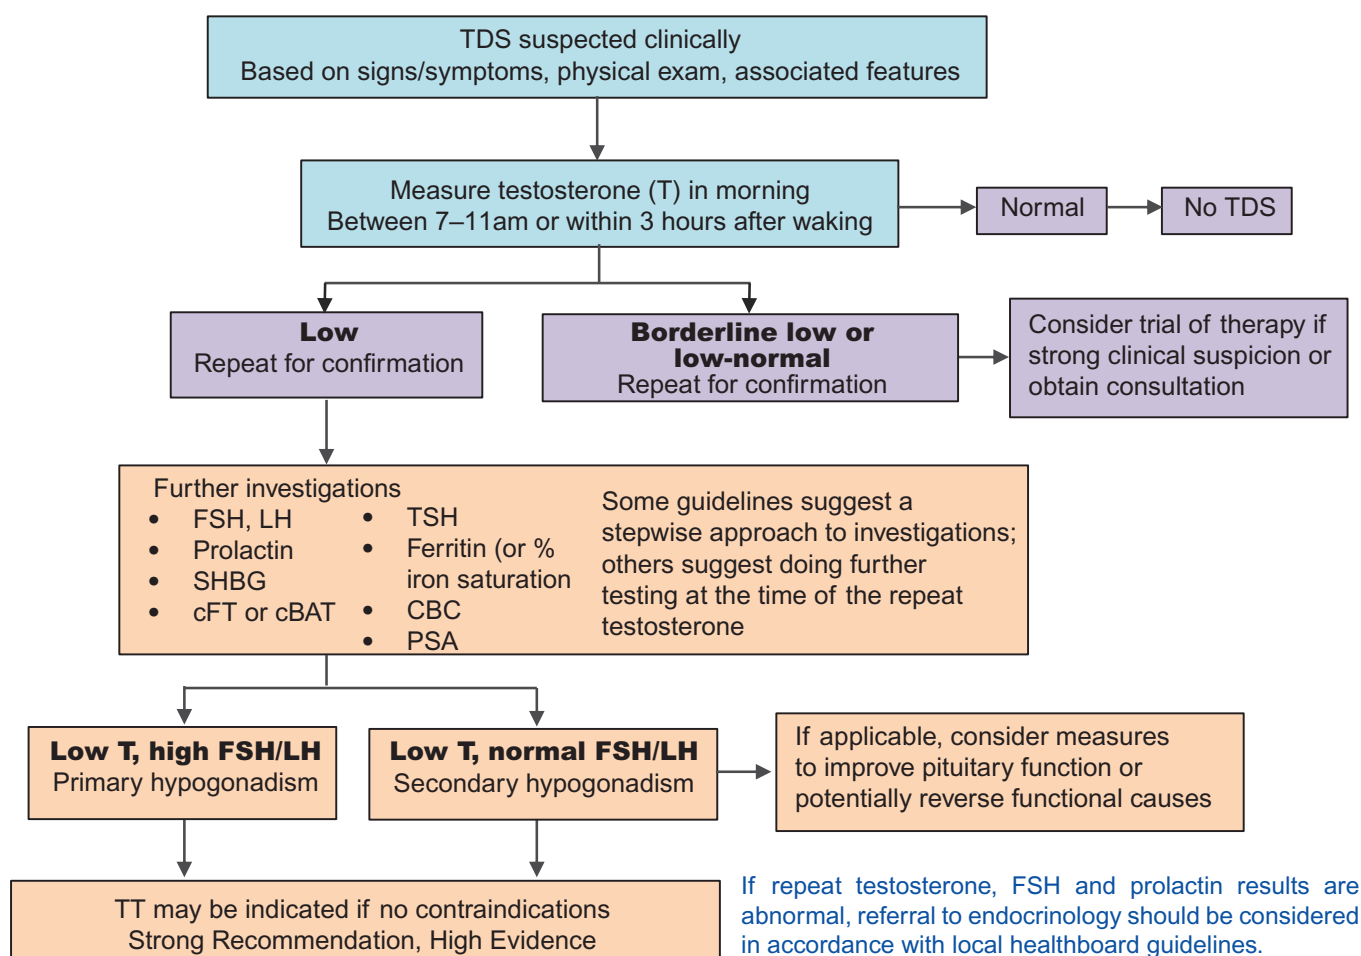 TDS suspected clinically
Based on signs/symptoms, physical exam, associated features
Measure testosterone (T) in morning
Between 7–11am or within 3 hours after waking
Normal
No TDS
Low
Repeat for confirmation
Borderline low or
low-normal
Repeat for confirmation
Consider trial of therapy if
strong clinical suspicion or
obtain consultation
Further investigations
• FSH, LH
• Prolactin
• SHBG
• cFT or cBAT
• TSH
• Ferritin (or %
iron saturation
• CBC
• PSA
Some guidelines suggest a
stepwise approach to investigations;
others suggest doing further
testing at the time of the repeat
testosterone
Low T, high FSH/LH
Primary hypogonadism
Low T, normal FSH/LH
Secondary hypogonadism
If applicable, consider measures
to improve pituitary function or
potentially reverse functional causes
TT may be indicated if no contraindications
Strong Recommendation, High Evidence
If repeat testosterone, FSH and prolactin results are
abnormal, referral to endocrinology should be considered
in accordance with local healthboard guidelines.